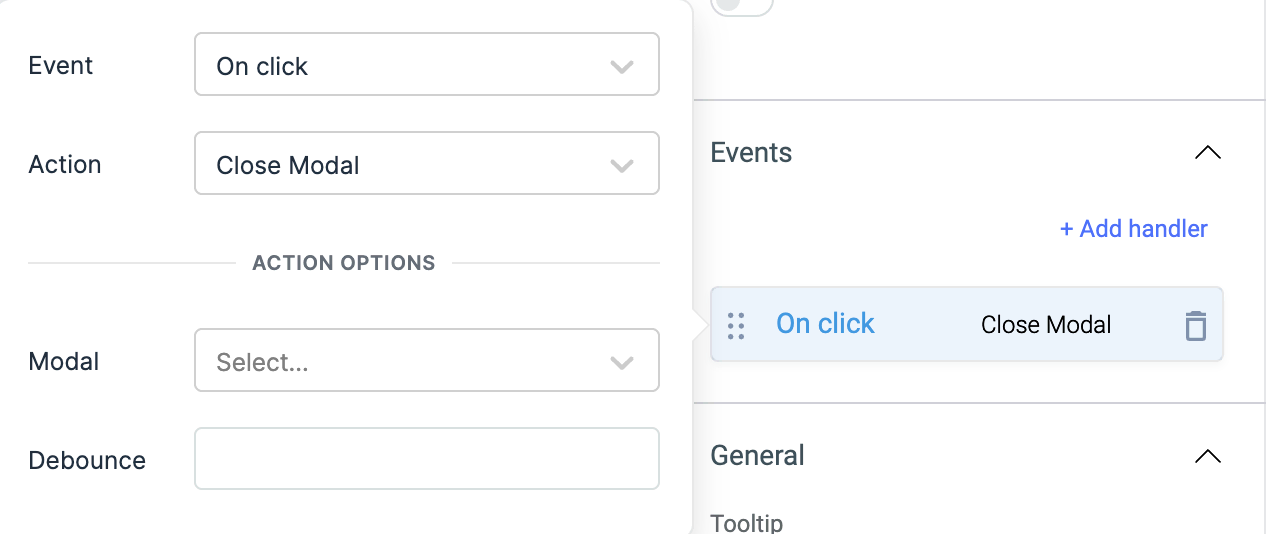 Event
On click
Action
Close Modal
ACTION OPTIONS
Modal
Select...
Debounce
Events
+ Add handler
On click
Close Modal
General
Tooltip